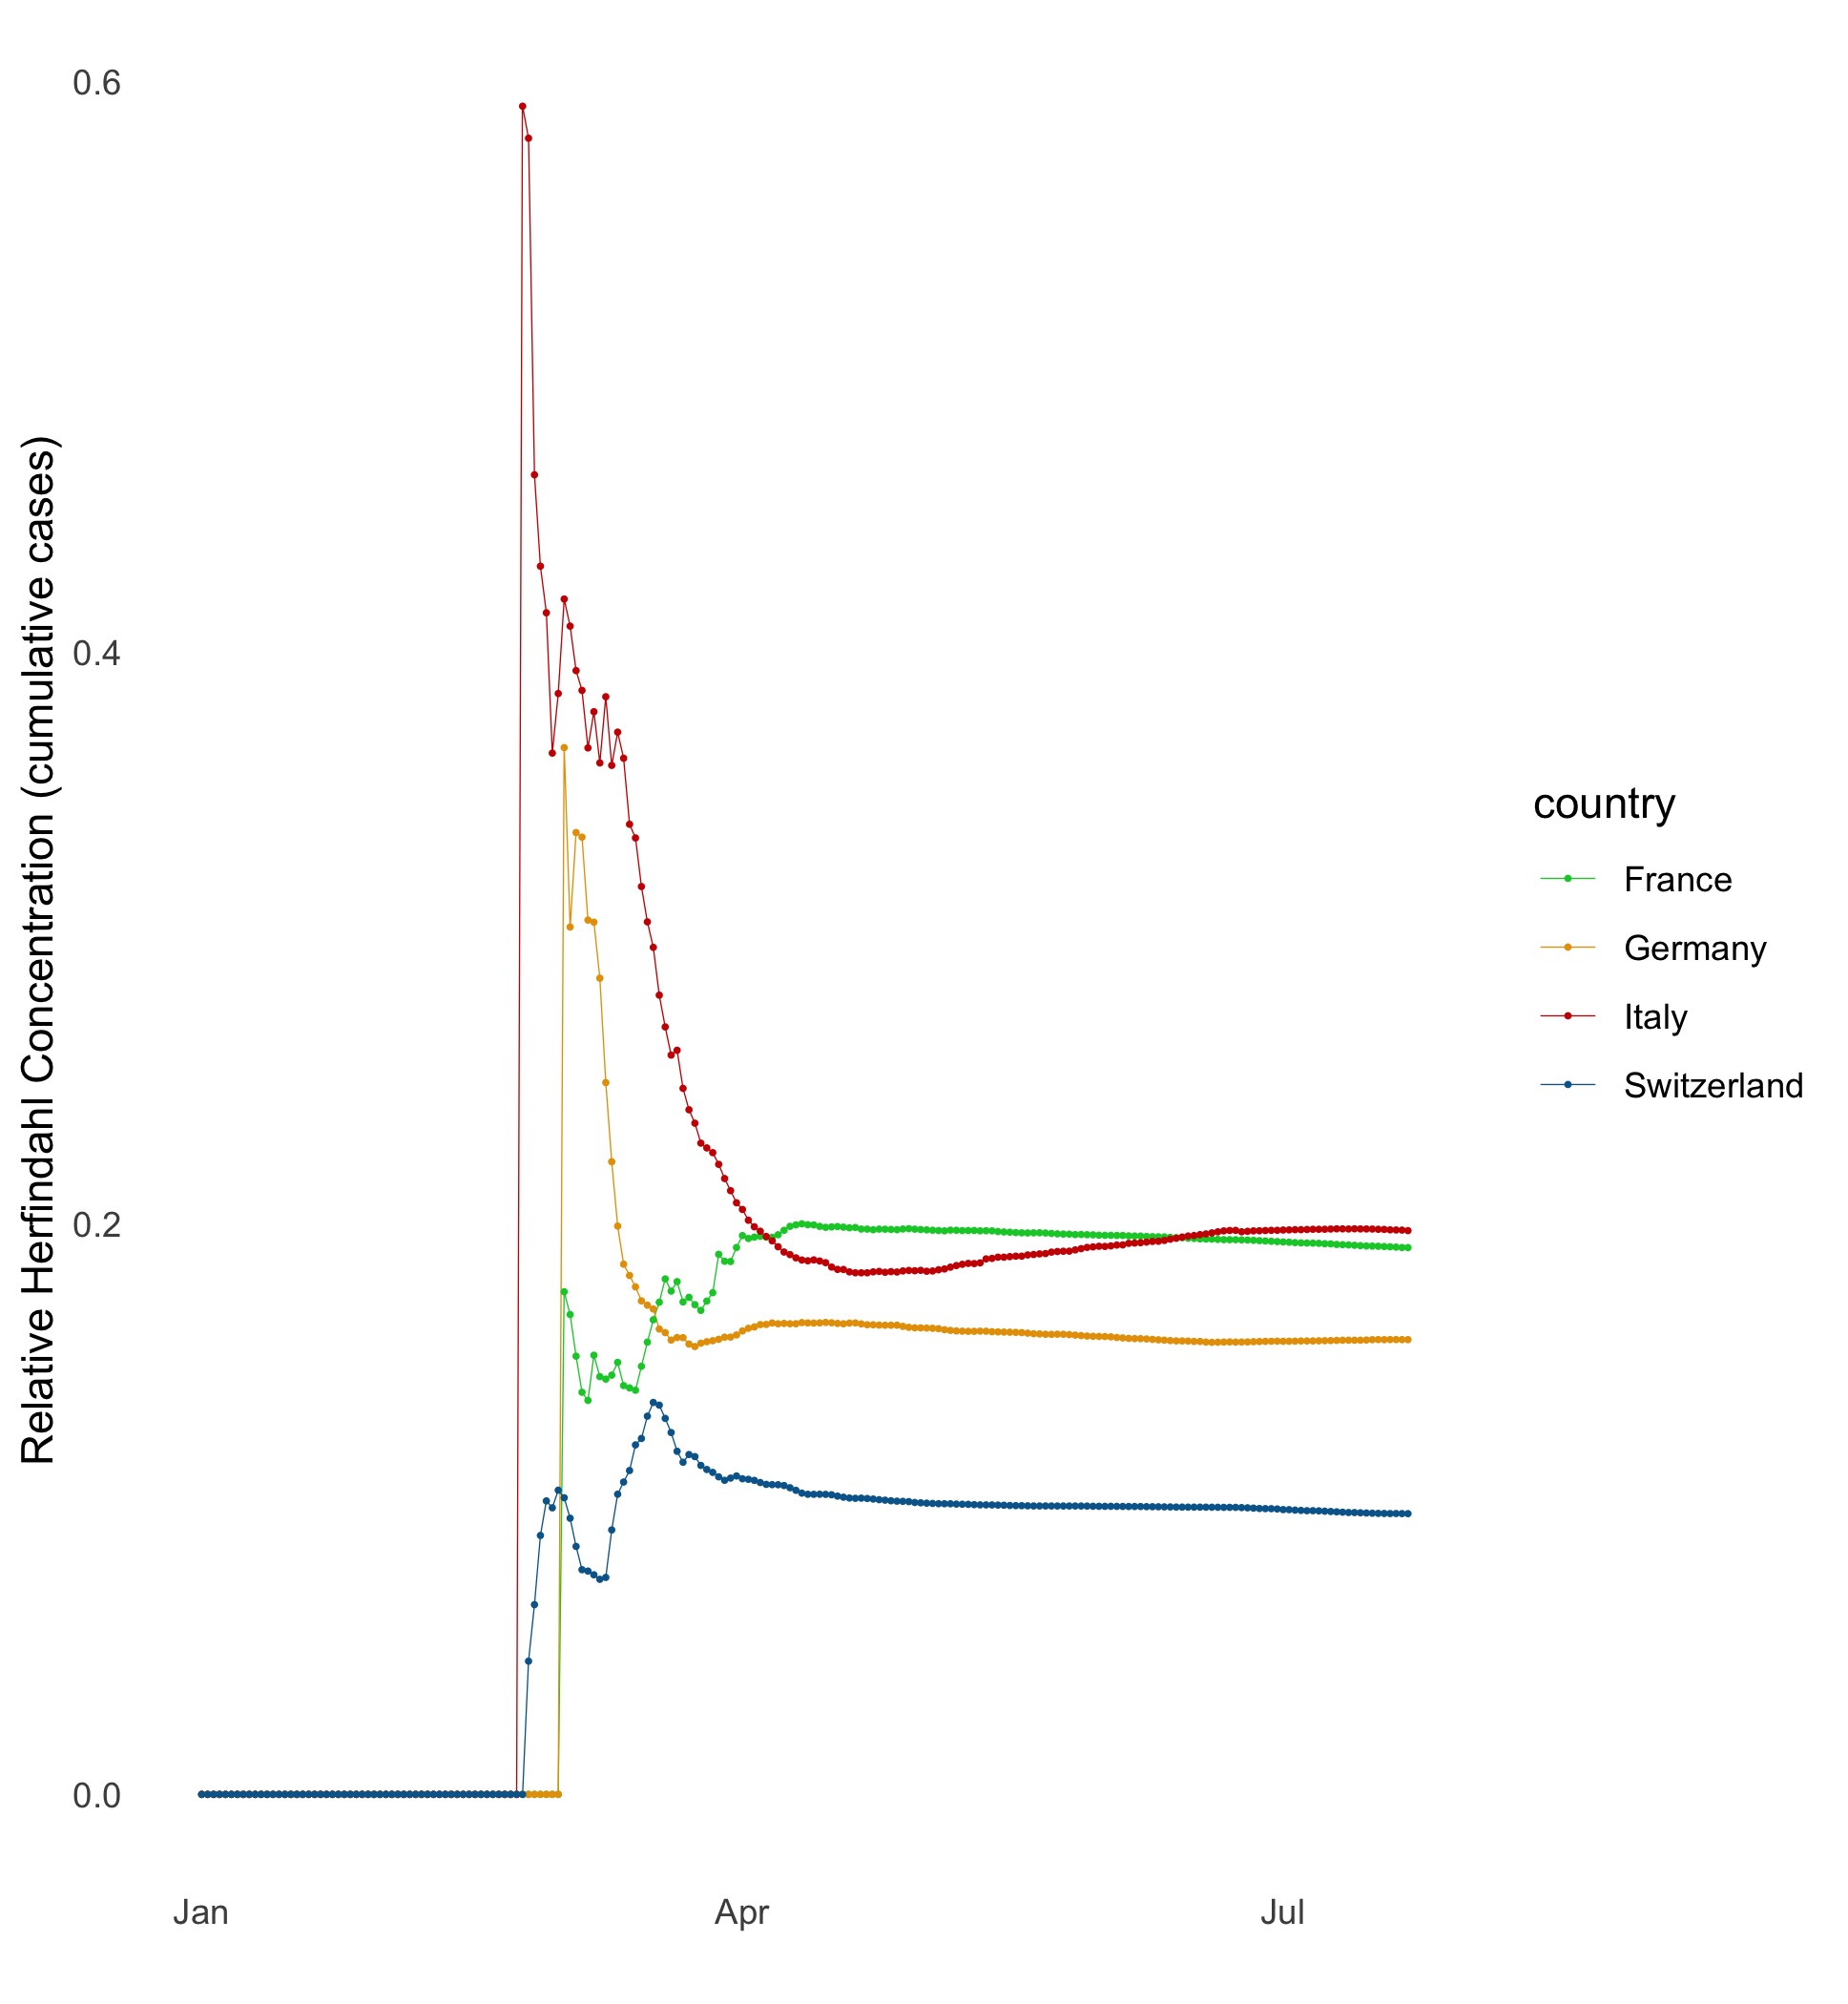 Relative Herfindahl Concentration (cumulative cases)
0.6
0.4
0.2
0.0
Jan
Apr
Jul
country
France
Germany
Italy
Switzerland